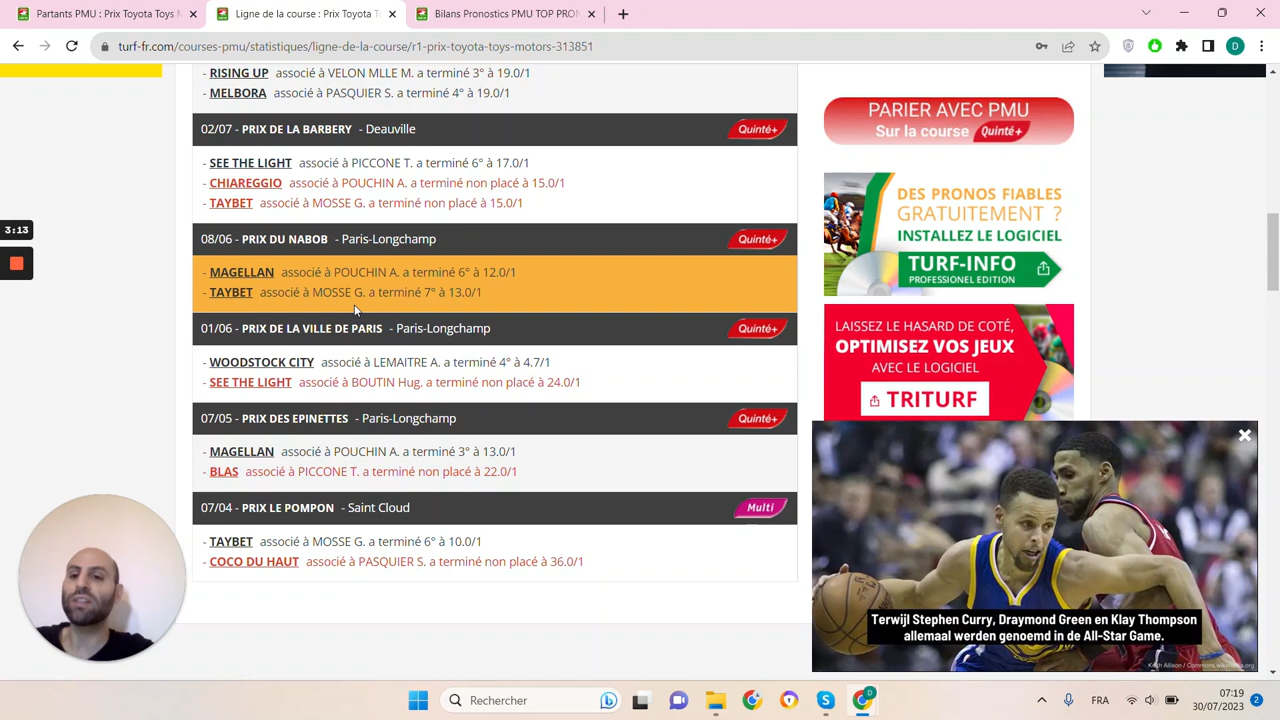 Partants PMU : Prix Toyota Toys M
Ligne de la course : Prix Toyota T
Bilans Pronostics PMU TOP PRON
turf-fr.com/courses-pmu/statistiques/ligne-de-la-course/r1-prix-toyota-toys-motors-313851
D
- RISING UP associé à VELON MLLE M. a terminé 3° à 19.0/1
- MELBORA associé à PASQUIER S. a terminé 4° à 19.0/1
02/07 - PRIX DE LA BARBERY - Deauville Quinté+
- SEE THE LIGHT associé à PICCONE T. a terminé 6° à 17.0/1
- CHIAREGGIO associé à POUCHIN A. a terminé non placé à 15.0/1
- TAYBET associé à MOSSE G. a terminé non placé à 15.0/1
08/06 - PRIX DU NABOB - Paris-Longchamp Quinté+
- MAGELLAN associé à POUCHIN A. a terminé 6° à 12.0/1
- TAYBET associé à MOSSE G. a terminé 7° à 13.0/1
01/06 - PRIX DE LA VILLE DE PARIS - Paris-Longchamp Quinté+
- WOODSTOCK CITY associé à LEMAITRE A. a terminé 4° à 4.7/1
- SEE THE LIGHT associé à BOUTIN Hug. a terminé non placé à 24.0/1
07/05 - PRIX DES EPINETTES - Paris-Longchamp Quinté+
- MAGELLAN associé à POUCHIN A. a terminé 3° à 13.0/1
- BLAS associé à PICCONE T. a terminé non placé à 22.0/1
07/04 - PRIX LE POMPON - Saint Cloud Multi
- TAYBET associé à MOSSE G. a terminé 6° à 10.0/1
- COCO DU HAUT associé à PASQUIER S. a terminé non placé à 36.0/1
3:13
PARIER AVEC PMU
Sur la course Quinté+
DES PRONOS FIABLES
GRATUITEMENT ?
INSTALLEZ LE LOGICIEL
TURF-INFO
PROFESSIONEL EDITION
LAISSEZ LE HASARD DE COTÉ,
OPTIMISEZ VOS JEUX
AVEC LE LOGICIEL
TRITURF
Terwijl Stephen Curry, Draymond Green en Klay Thompson
allemaal werden genoemd in de All-Star Game.
Keith Allison / Commons.wikimedia.org
Rechercher
D
FRA
07:19
30/07/2023
2